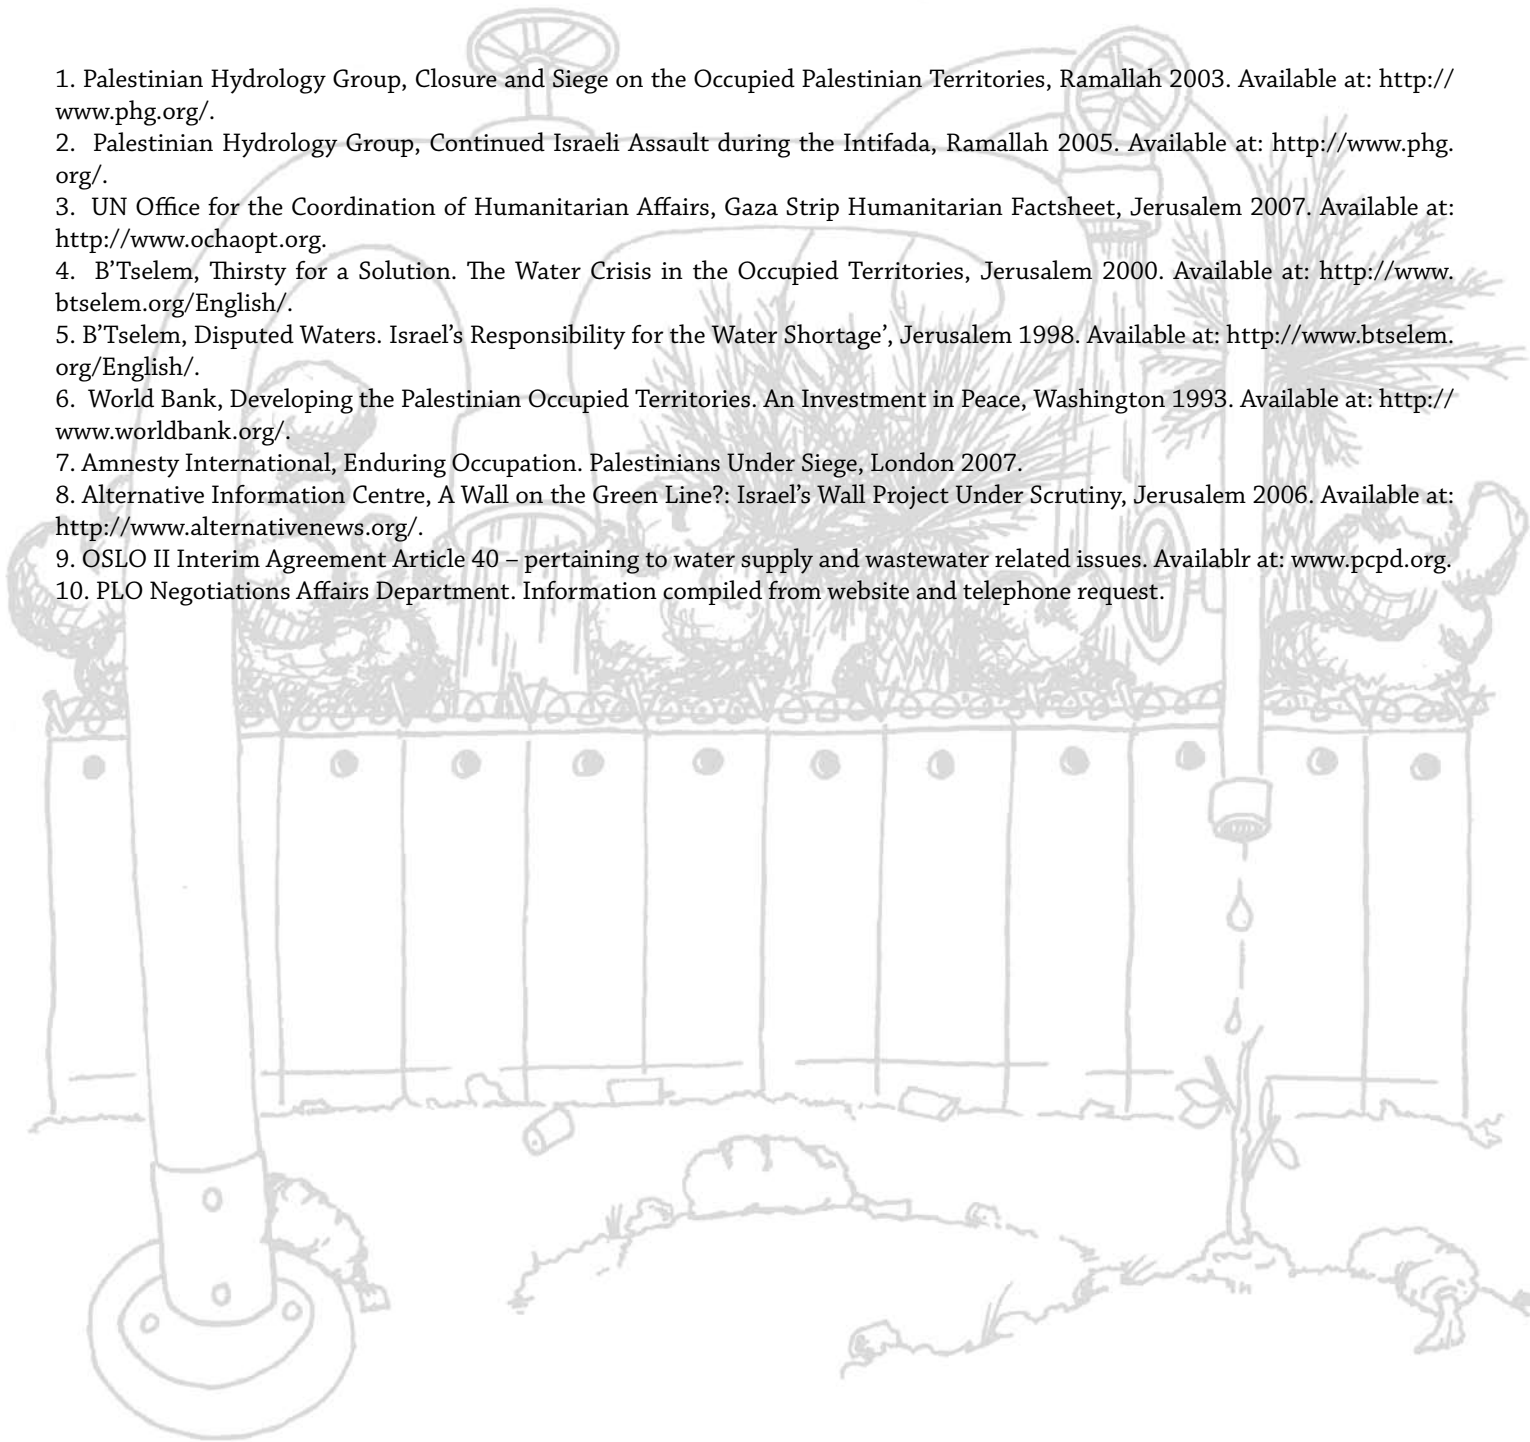 1. Palestinian Hydrology Group, Closure and Siege on the Occupied Palestinian Territories, Ramallah 2003. Available at: http://
www.phg.org/.
2. Palestinian Hydrology Group, Continued Israeli Assault during the Intifada, Ramallah 2005. Available at: http://www.phg.
org/.
3. UN Office for the Coordination of Humanitarian Affairs, Gaza Strip Humanitarian Factsheet, Jerusalem 2007. Available at:
http://www.ochaopt.org.
4. B’Tselem, Thirsty for a Solution. The Water Crisis in the Occupied Territories, Jerusalem 2000. Available at: http://www.
btselem.org/English/.
5. B’Tselem, Disputed Waters. Israel’s Responsibility for the Water Shortage’, Jerusalem 1998. Available at: http://www.btselem.
org/English/.
6. World Bank, Developing the Palestinian Occupied Territories. An Investment in Peace, Washington 1993. Available at: http://
www.worldbank.org/.
7. Amnesty International, Enduring Occupation. Palestinians Under Siege, London 2007.
8. Alternative Information Centre, A Wall on the Green Line?: Israel’s Wall Project Under Scrutiny, Jerusalem 2006. Available at:
http://www.alternativenews.org/.
9. OSLO II Interim Agreement Article 40 – pertaining to water supply and wastewater related issues. Availablr at: www.pcpd.org.
10. PLO Negotiations Affairs Department. Information compiled from website and telephone request.